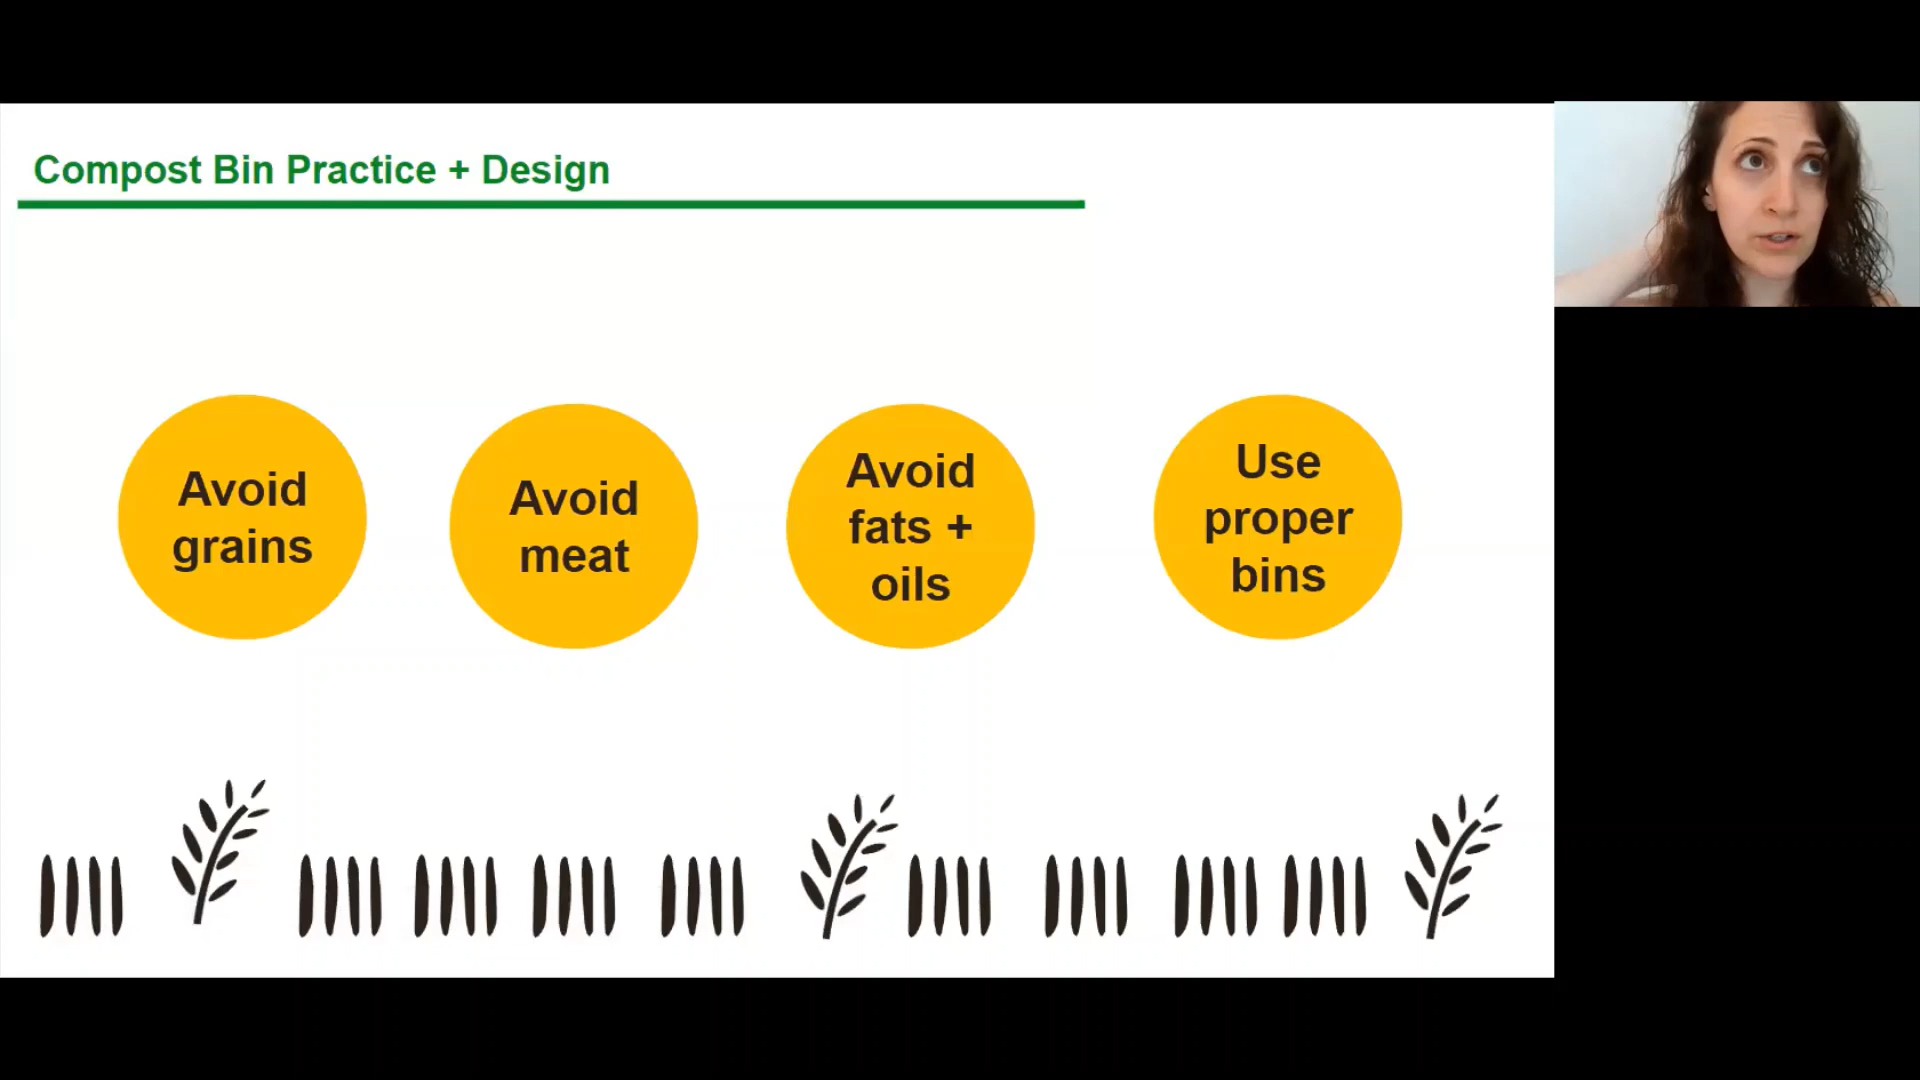 Compost Bin Practice + Design
Avoid
grains
Avoid
meat
Avoid
fats +
oils
Use
proper
bins